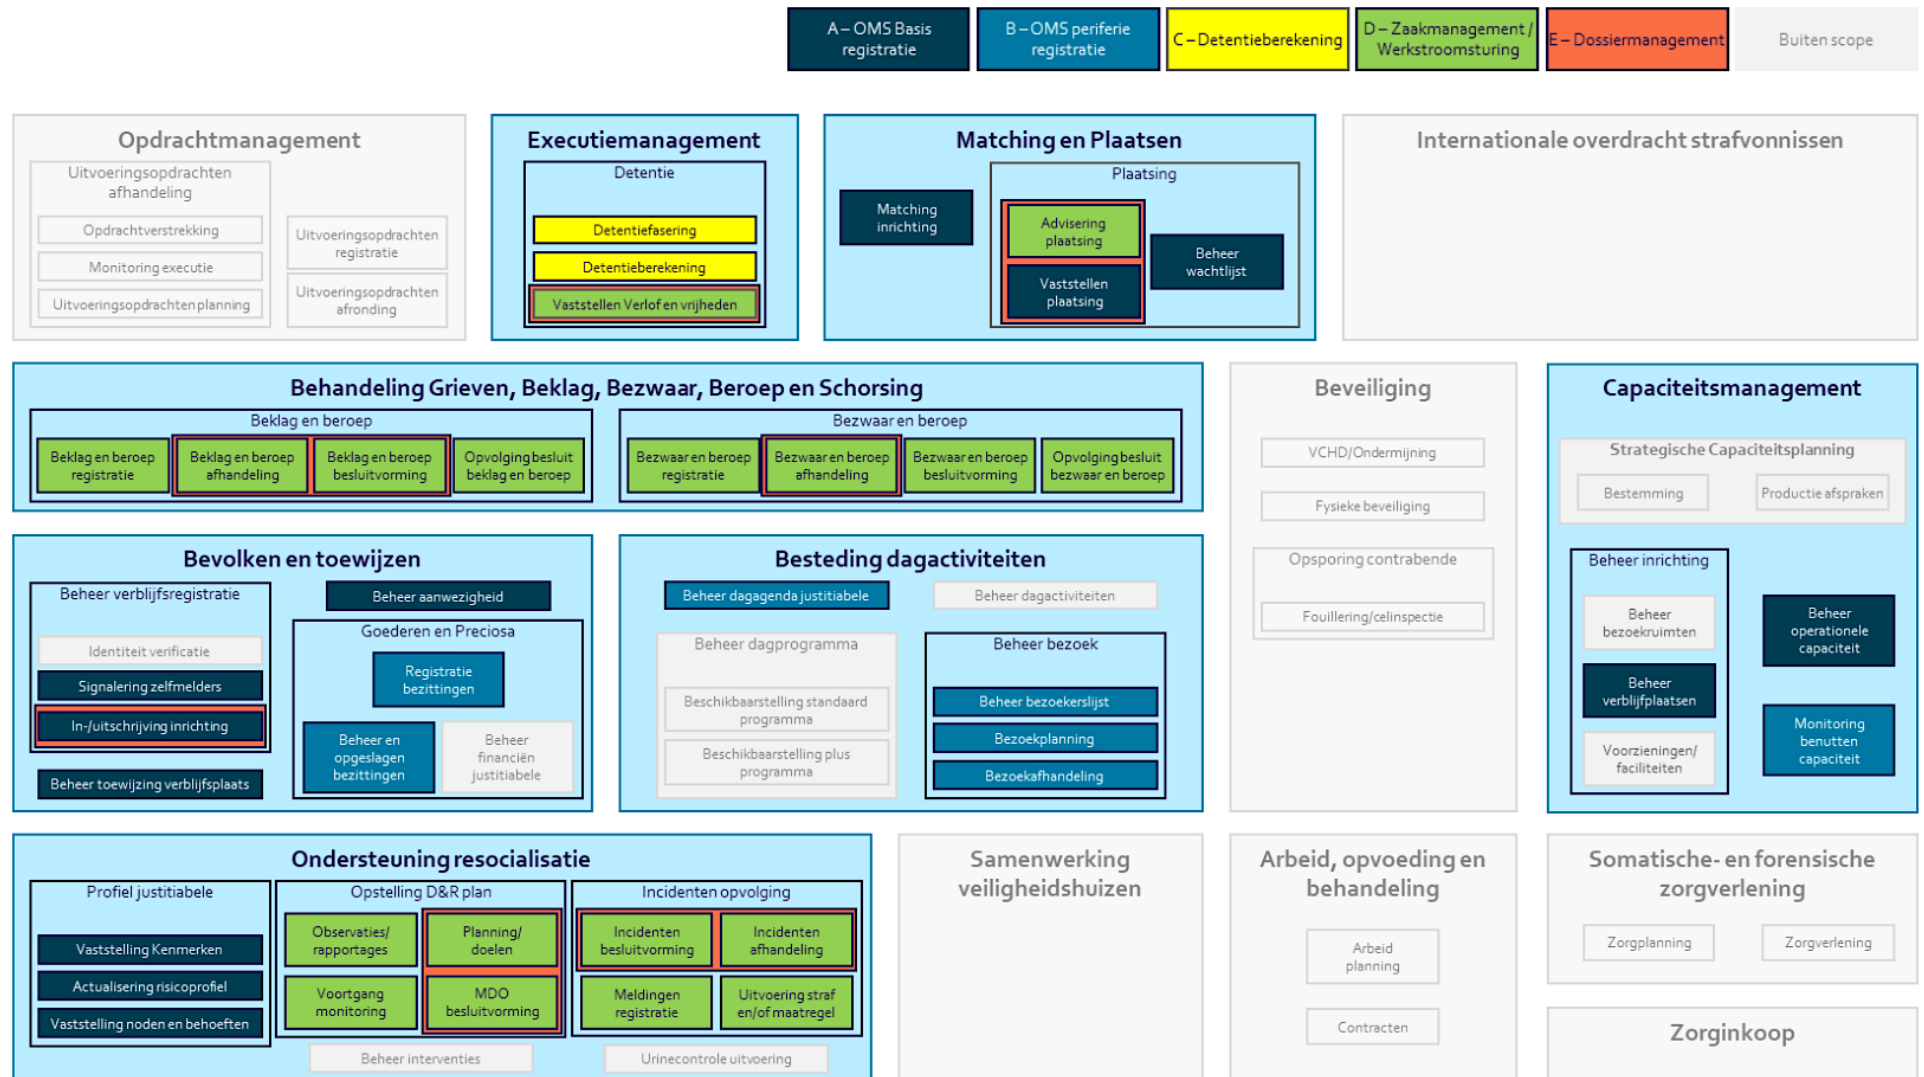 A – OMS Basis
registratie
B – OMS periferie
registratie
C – Detentieberekening
D – Zaakmanagement /
Werkstroomsturing
E – Dossiermanagement
Buiten scope
Opdrachtmanagement
Uitvoeringsopdrachten
afhandeling
Opdrachtverstrekking
Monitoring executie
Uitvoeringsopdrachten planning
Uitvoeringsopdrachten
registratie
Uitvoeringsopdrachten
afronding
Executiemanagement
Detentie
Detentiefasering
Detentieberekening
Vaststellen Verlof en vrijheden
Matching en Plaatsen
Matching
inrichting
Plaatsing
Advisering
plaatsing
Vaststellen
plaatsing
Beheer
wachtlijst
Internationale overdracht strafvonnissen
Behandeling Grieven, Beklag, Bezwaar, Beroep en Schorsing
Beklag en beroep
Beklag en beroep
registratie
Beklag en beroep
afhandeling
Beklag en beroep
besluitvorming
Opvolging besluit
beklag en beroep
Bezwaar en beroep
Bezwaar en beroep
registratie
Bezwaar en beroep
afhandeling
Bezwaar en beroep
besluitvorming
Opvolging besluit
bezwaar en beroep
Beveiliging
VCHD/Ondermijning
Fysieke beveiliging
Opsporing contrabende
Fouillering/celinspectie
Capaciteitsmanagement
Strategische Capaciteitsplanning
Bestemming
Productie afspraken
Beheer inrichting
Beheer
bezoekruimten
Beheer
verblijfplaatsen
Voorzieningen/
faciliteiten
Beheer
operationele
capaciteit
Monitoring
benutten
capaciteit
Bevolken en toewijzen
Beheer verblijfsregistratie
Identiteit verificatie
Signalering zelfmelders
In-/uitschrijving inrichting
Beheer toewijzing verblijfsplaats
Beheer aanwezigheid
Goederen en Preciosa
Registratie
bezittingen
Beheer en
opgeslagen
bezittingen
Beheer
financiën
justitiabele
Besteding dagactiviteiten
Beheer dagagenda justitiabele
Beheer dagactiviteiten
Beheer dagprogramma
Beschikbaarstelling standaard
programma
Beschikbaarstelling plus
programma
Beheer bezoek
Beheer bezoekerslijst
Bezoekplanning
Bezoekafhandeling
Ondersteuning resocialisatie
Profiel justitiabele
Vaststelling Kenmerken
Actualisering risicoprofiel
Vaststelling noden en behoeften
Opstelling D&R plan
Observaties/
rapportages
Planning/
doelen
Voortgang
monitoring
MDO
besluitvorming
Beheer interventies
Incidenten opvolging
Incidenten
besluitvorming
Incidenten
afhandeling
Meldingen
registratie
Uitvoering straf
en/of maatregel
Urinecontrole uitvoering
Samenwerking
veiligheidshuizen
Arbeid, opvoeding en
behandeling
Arbeid
planning
Contracten
Somatische- en forensische
zorgverlening
Zorgplanning
Zorgverlening
Zorginkoop